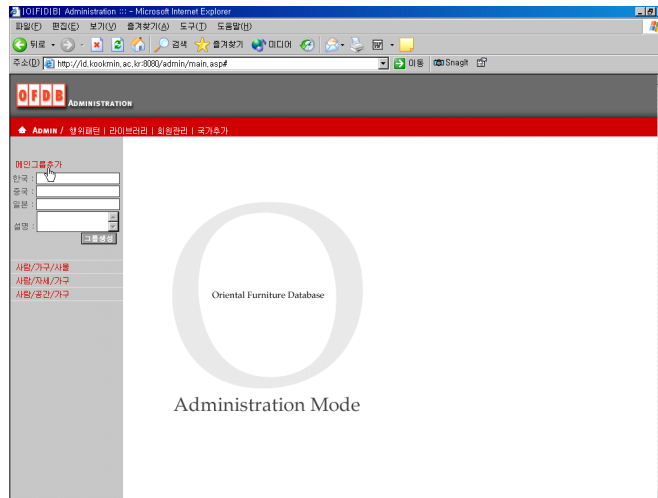 |O|F|D|B| Administration ::: - Microsoft Internet Explorer
파일(F) 편집(E) 보기(V) 즐겨찾기(A) 도구(T) 도움말(H)
뒤로 검색 즐겨찾기 미디어
주소(D) http://id.kookmin.ac.kr:8080/admin/main.asp# 이동 SnagIt
OFDB ADMINISTRATION
ADMIN / 행위패턴 | 라이브러리 | 회원관리 | 국가추가
메인그룹추가
한국 :
중국 :
일본 :
설명 :
그룹생성
사람/가구/사물
사람/자세/가구
사람/공간/가구
O
Oriental Furniture Database
Administration Mode